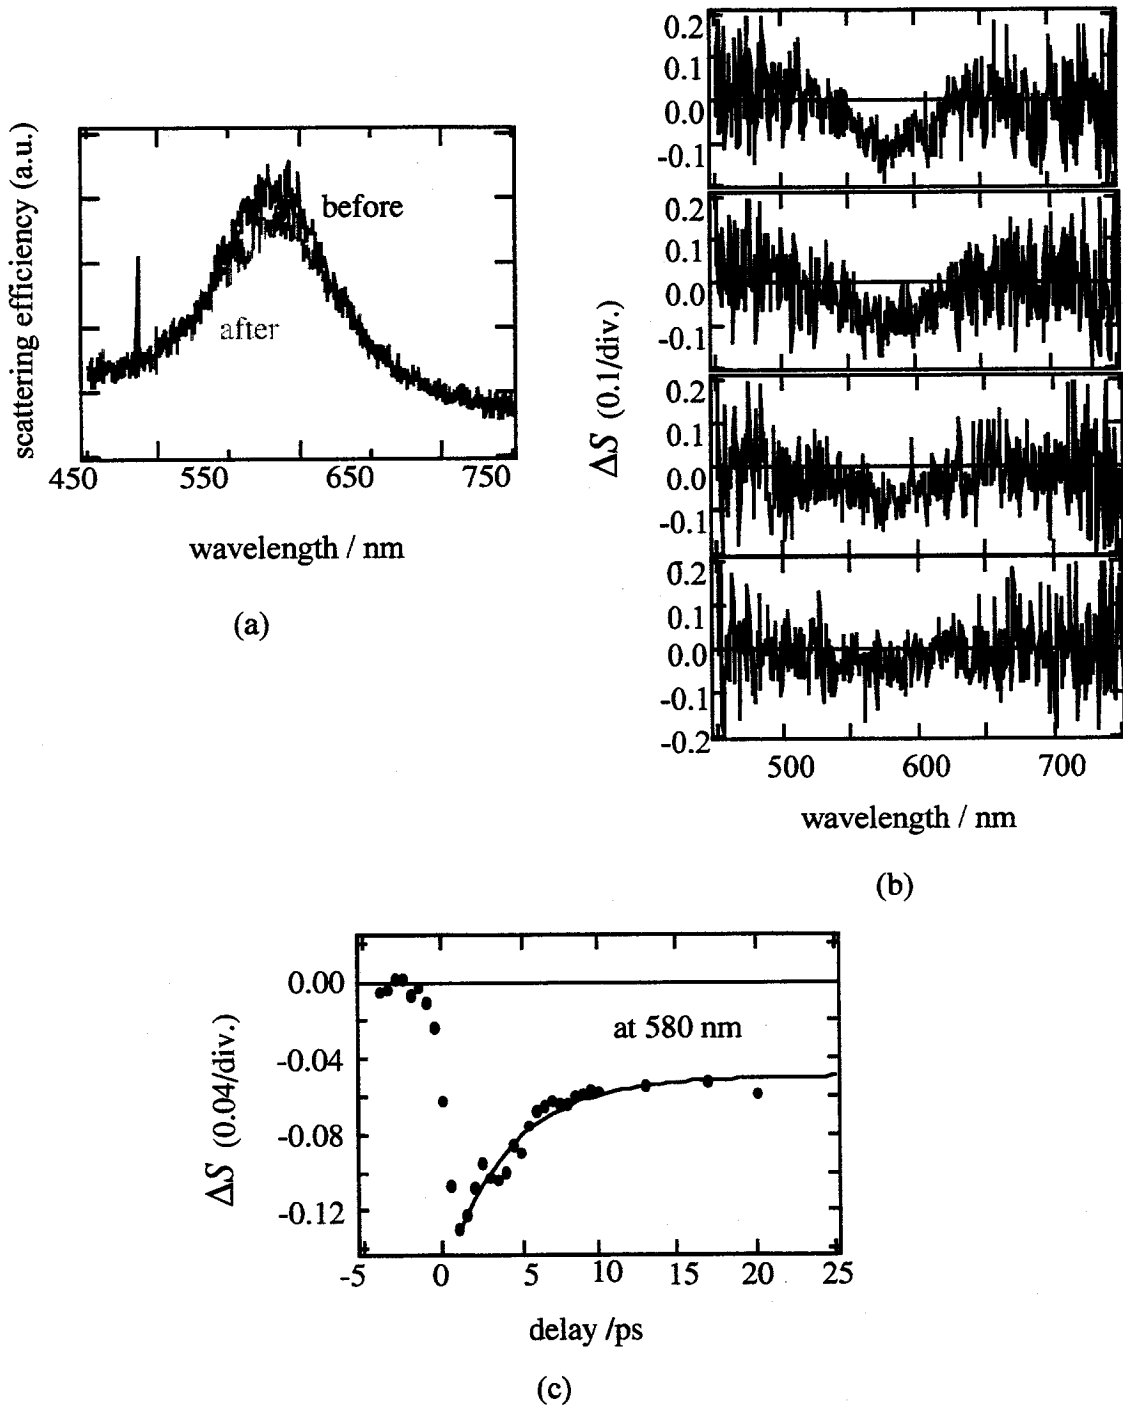 scattering efficiency (a.u.)
before
after
450
550
650
750
wavelength / nm
(a)
ΔS (0.1/div.)
0.2
0.1
0.0
-0.1
0.2
0.1
0.0
-0.1
0.2
0.1
0.0
-0.1
0.2
0.1
0.0
-0.1
-0.2
500
600
700
wavelength / nm
(b)
ΔS (0.04/div.)
0.00
-0.04
-0.08
-0.12
at 580 nm
-5
0
5
10
15
20
25
delay /ps
(c)